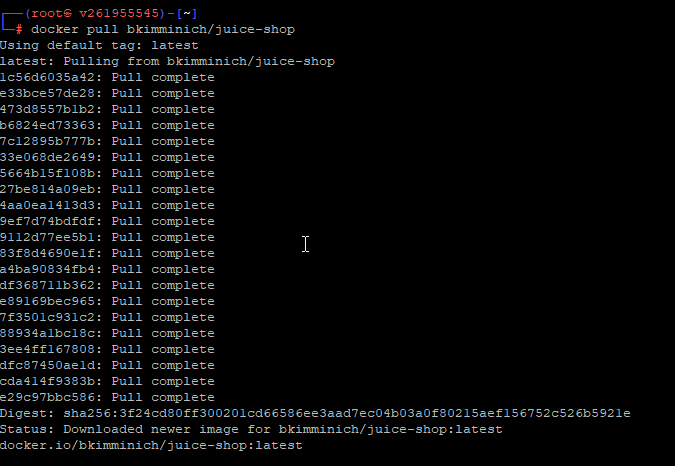 ┌──(root㉿ v261955545)-[~]
└─# docker pull bkimminich/juice-shop
Using default tag: latest
latest: Pulling from bkimminich/juice-shop
1c56d6035a42: Pull complete
e33bce57de28: Pull complete
473d8557b1b2: Pull complete
b6824ed73363: Pull complete
7c12895b777b: Pull complete
33e068de2649: Pull complete
5664b15f108b: Pull complete
27be814a09eb: Pull complete
4aa0ea1413d3: Pull complete
9ef7d74bdfdf: Pull complete
9112d77ee5b1: Pull complete
83f8d4690e1f: Pull complete
a4ba90834fb4: Pull complete
df368711b362: Pull complete
e89169bec965: Pull complete
7f3501c931c2: Pull complete
88934a1bc18c: Pull complete
3ee4ff167808: Pull complete
dfc87450ae1d: Pull complete
cda414f9383b: Pull complete
e29c97bbc586: Pull complete
Digest: sha256:3f24cd80ff300201cd66586ee3aad7ec04b03a0f80215aef156752c526b5921e
Status: Downloaded newer image for bkimminich/juice-shop:latest
docker.io/bkimminich/juice-shop:latest